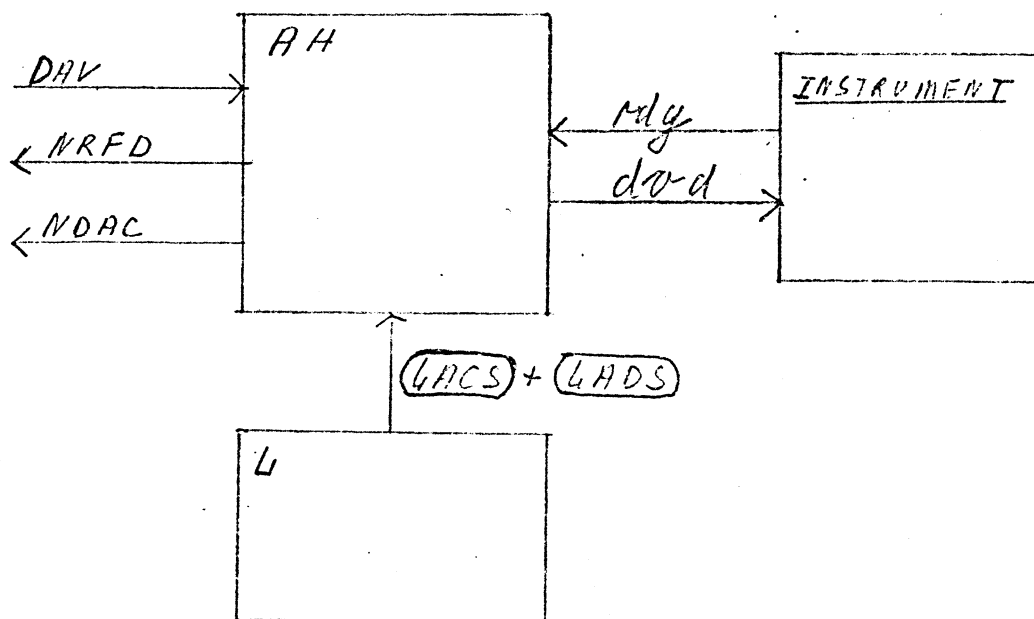 AH
DAV
INSTRUMENT
rdy
NRFD
dvd
NDAC
LACS + LADS
L